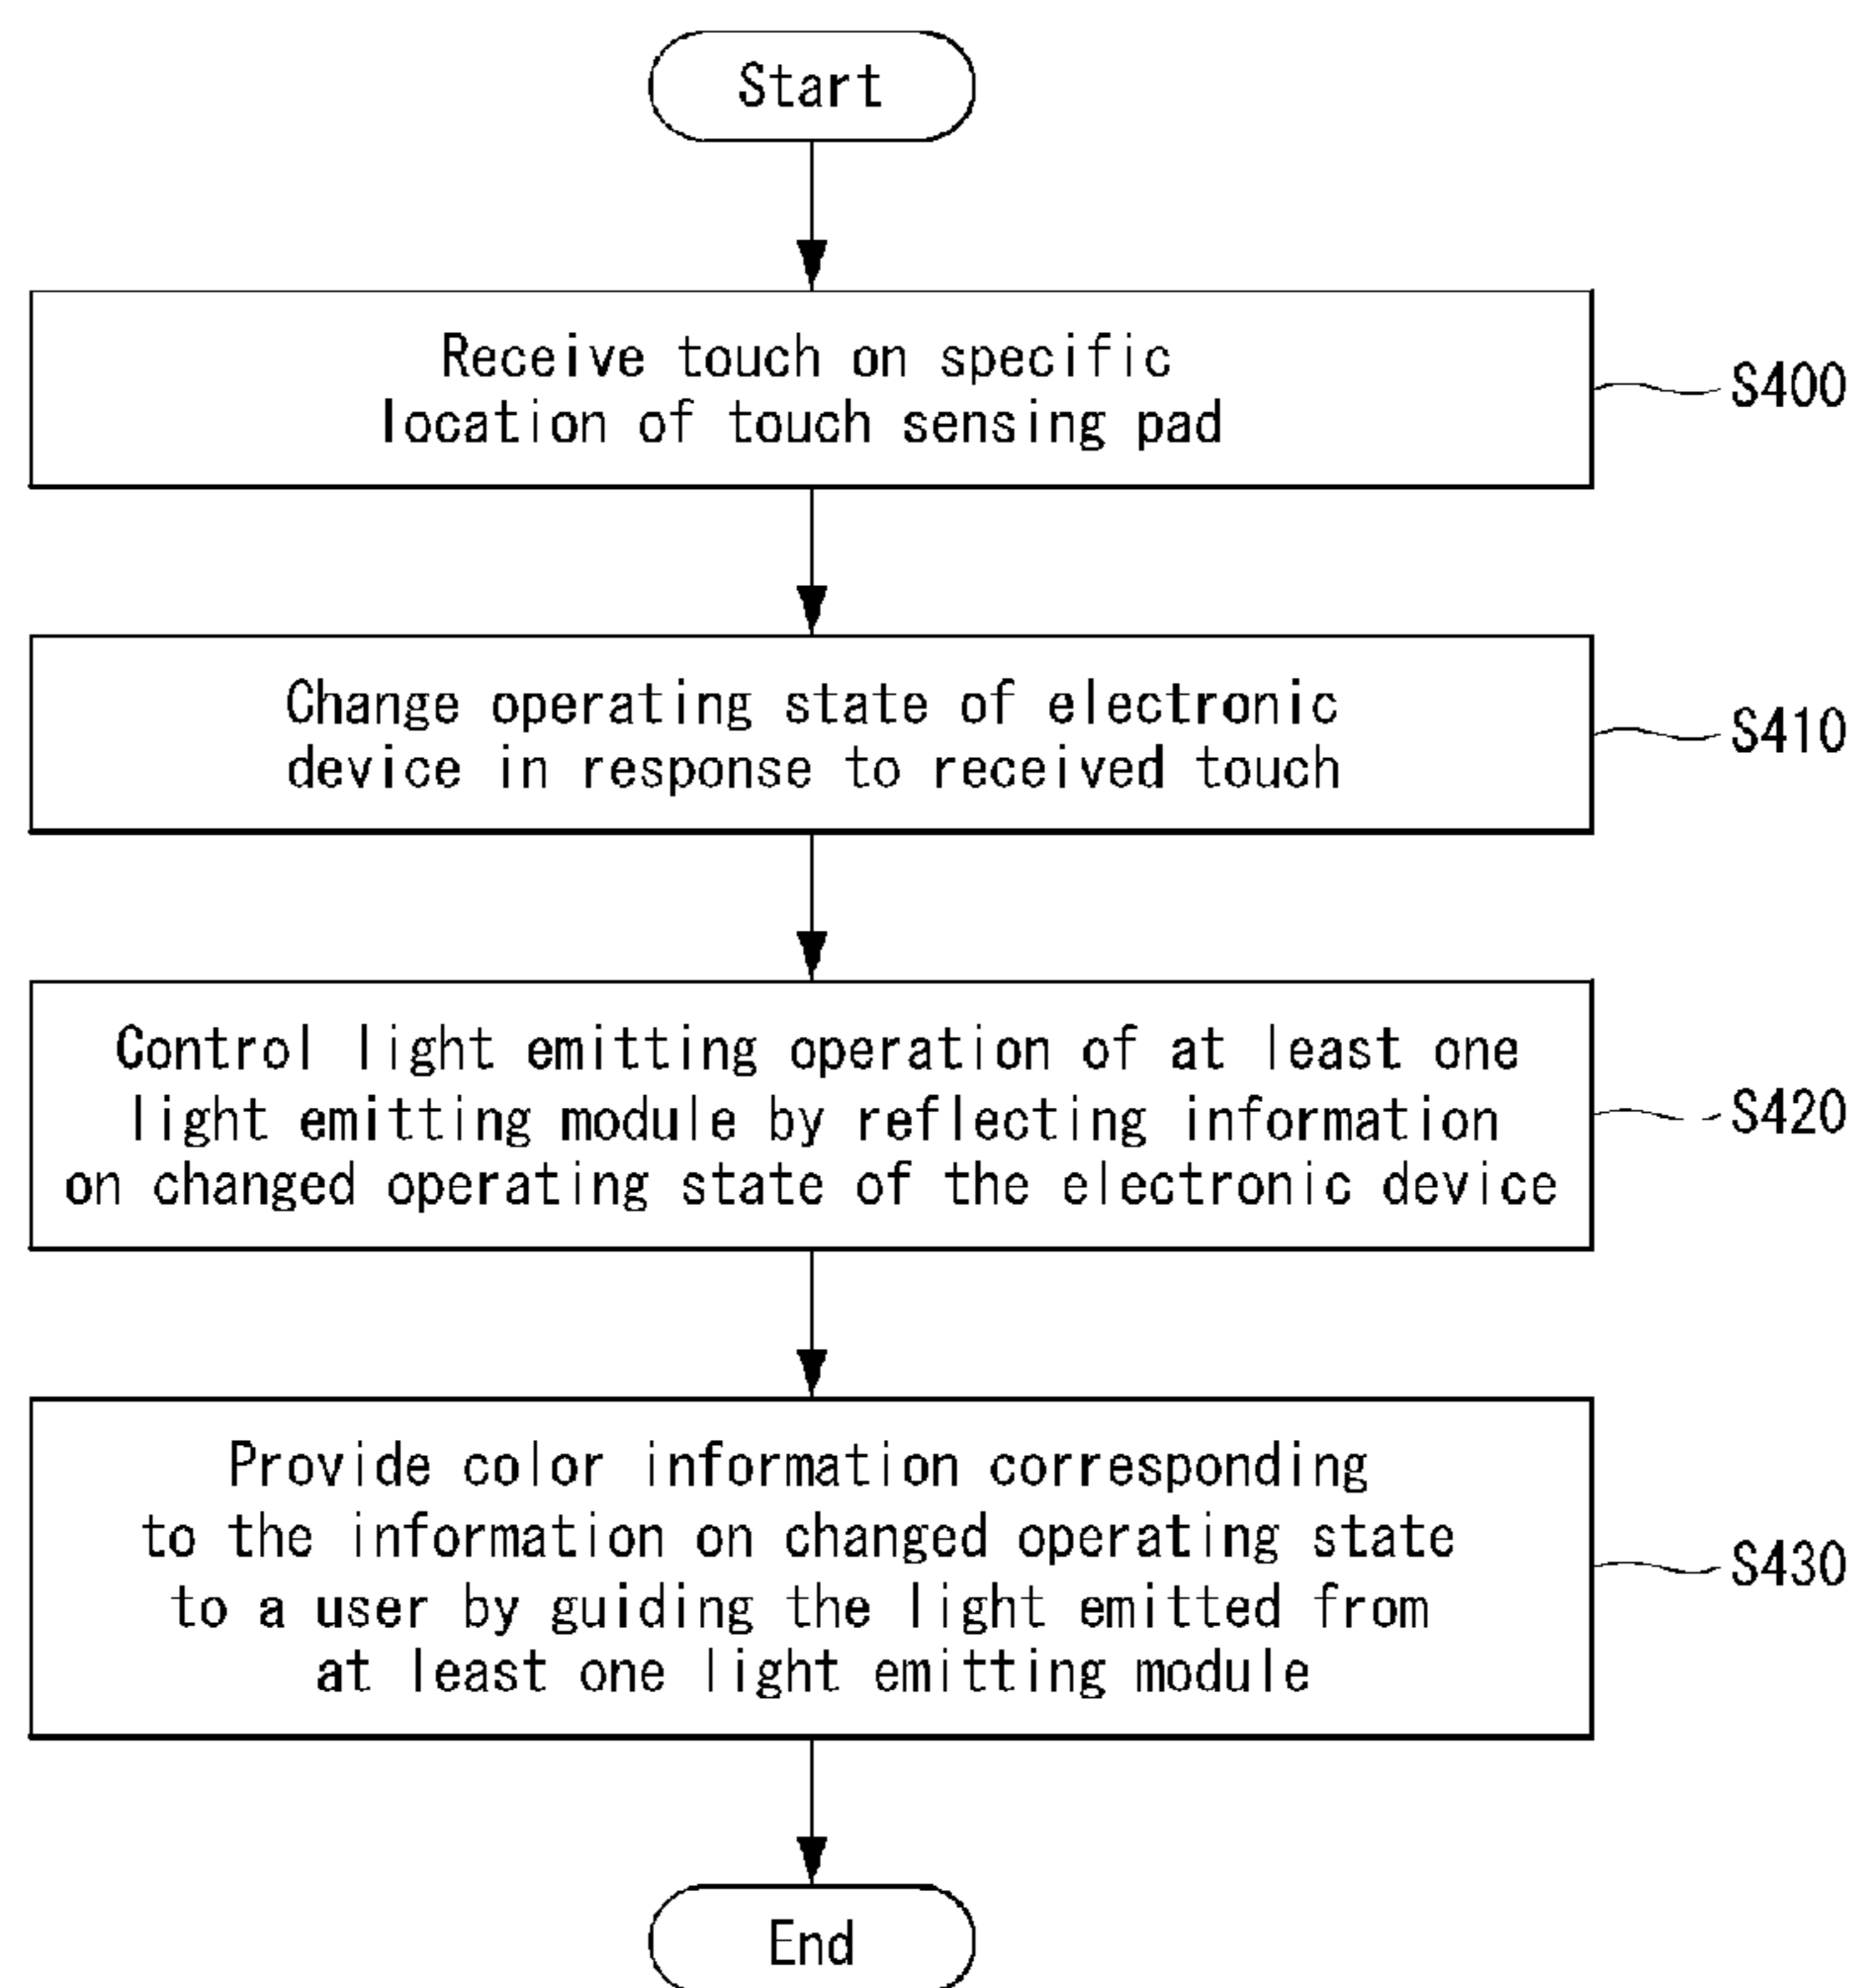 Start
Receive touch on specific
location of touch sensing pad
S400
Change operating state of electronic
device in response to received touch
S410
Control light emitting operation of at least one
light emitting module by reflecting information
on changed operating state of the electronic device
S420
Provide color information corresponding
to the information on changed operating state
to a user by guiding the light emitted from
at least one light emitting module
S430
End